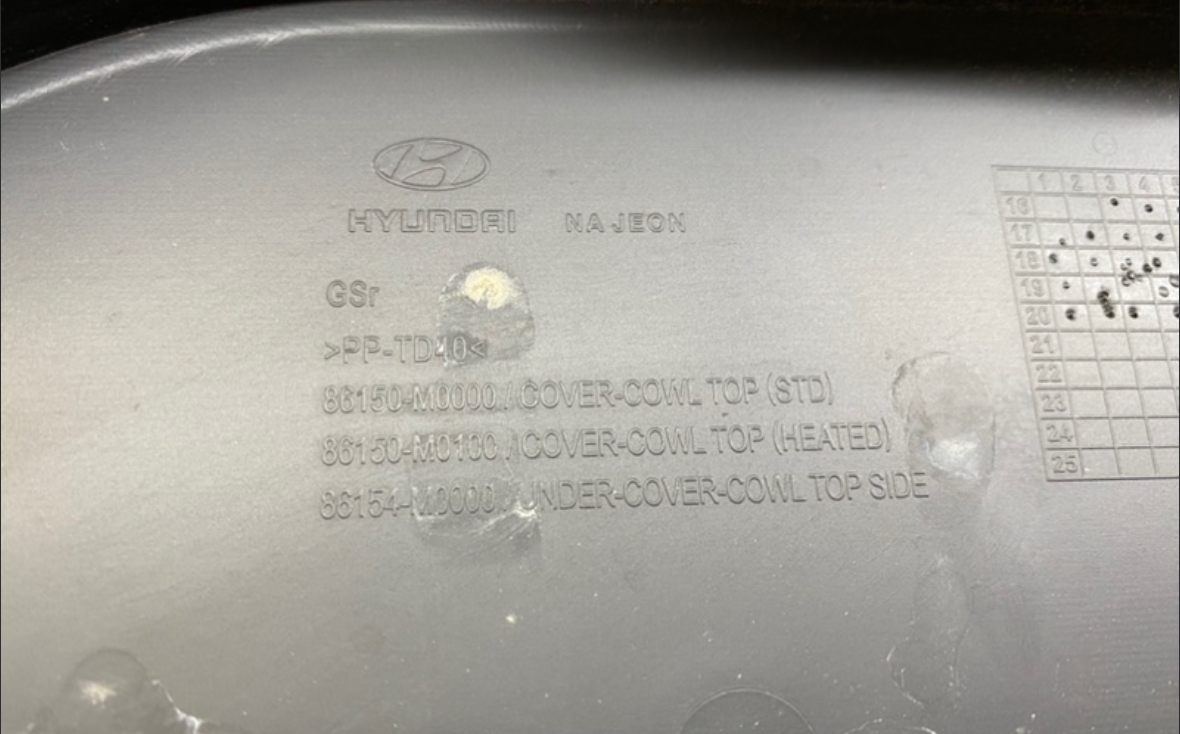 HYUNDAI NA JEON
GSr
>PP-TD40<
86150-M0000 / COVER-COWL TOP (STD)
86150-M0100 / COVER-COWL TOP (HEATED)
86154-M0000 / UNDER-COVER-COWL TOP SIDE
1 2 3 4 5
16
17
18
19
20
21
22
23
24
25